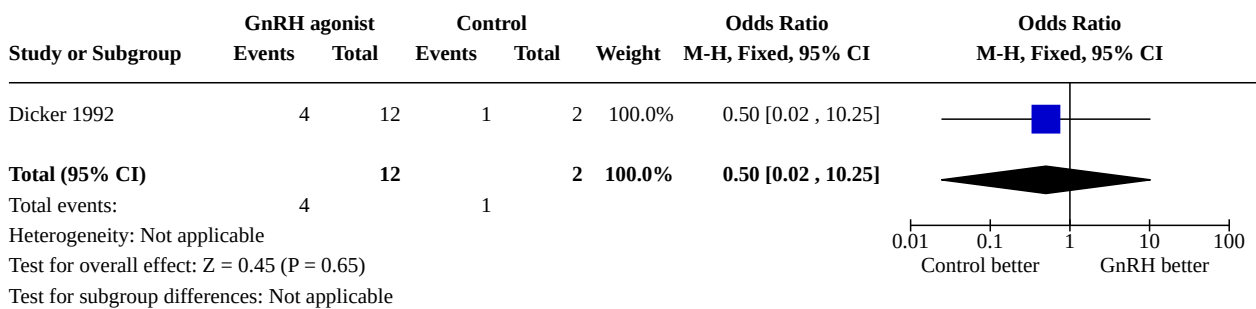 GnRH agonist Control Odds Ratio Odds Ratio
Study or Subgroup Events Total Events Total Weight M-H, Fixed, 95% CI M-H, Fixed, 95% CI
Dicker 1992 4 12 1 2 100.0% 0.50 [0.02 , 10.25]
Total (95% CI) 12 2 100.0% 0.50 [0.02 , 10.25]
Total events: 4 1
Heterogeneity: Not applicable
0.01 0.1 1 10 100
Test for overall effect: Z = 0.45 (P = 0.65) Control better GnRH better
Test for subgroup differences: Not applicable